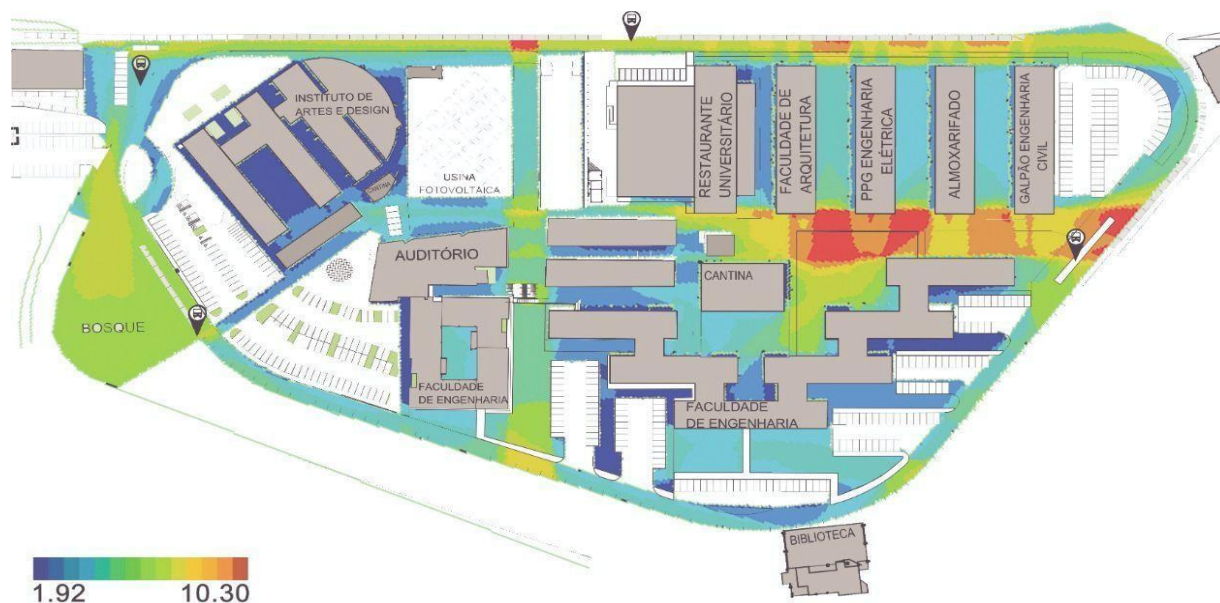 INSTITUTO DE
ARTES E DESIGN
CANTINA
USINA
FOTOVOLTAÍCA
RESTAURANTE
UNIVERSITÁRIO
FACULDADE DE
ARQUITETURA
PPG ENGENHARIA
ELÉTRICA
ALMOXARIFADO
GALPÃO ENGENHARIA
CIVIL
AUDITÓRIO
CANTINA
BOSQUE
FACULDADE
DE ENGENHARIA
FACULDADE
DE ENGENHARIA
BIBLIOTECA
1.92
10.30